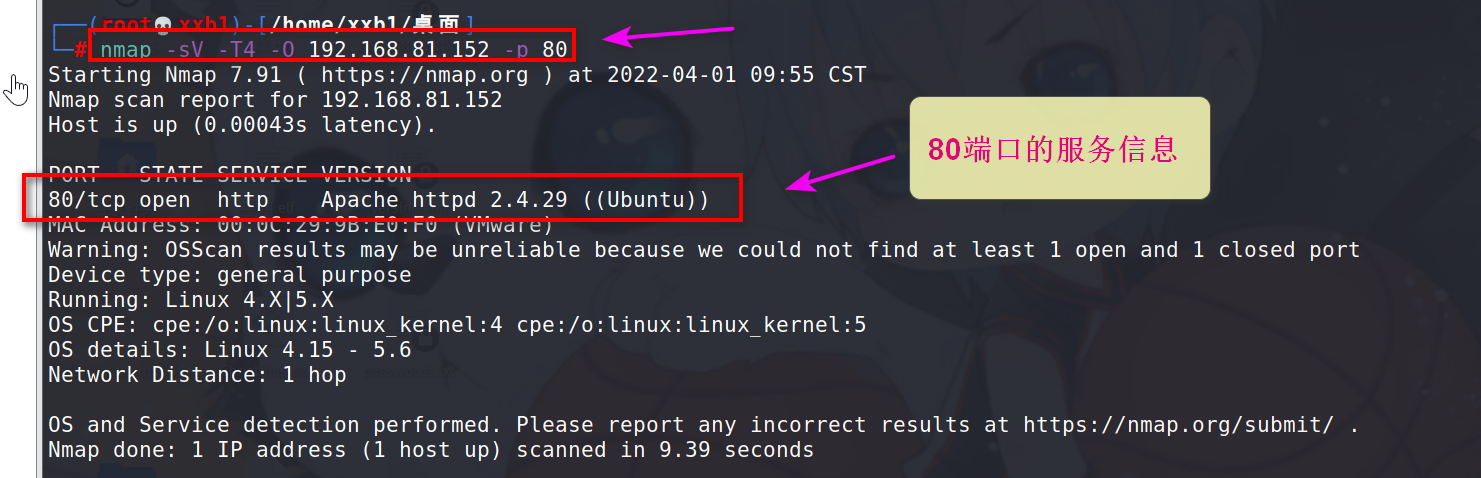 ┌──(root💀xxb1)-[/home/xxb1/桌面]
└─# nmap -sV -T4 -O 192.168.81.152 -p 80
Starting Nmap 7.91 ( https://nmap.org ) at 2022-04-01 09:55 CST
Nmap scan report for 192.168.81.152
Host is up (0.00043s latency).
80端口的服务信息
PORT   STATE SERVICE VERSION
80/tcp open  http    Apache httpd 2.4.29 ((Ubuntu))
MAC Address: 00:0C:29:9B:E0:F0 (VMware)
Warning: OSScan results may be unreliable because we could not find at least 1 open and 1 closed port
Device type: general purpose
Running: Linux 4.X|5.X
OS CPE: cpe:/o:linux:linux_kernel:4 cpe:/o:linux:linux_kernel:5
OS details: Linux 4.15 - 5.6
Network Distance: 1 hop
OS and Service detection performed. Please report any incorrect results at https://nmap.org/submit/ .
Nmap done: 1 IP address (1 host up) scanned in 9.39 seconds